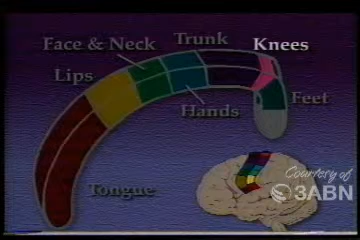 Face & Neck
Trunk
Knees
Lips
Feet
Hands
Tongue
Courtesy of
3ABN